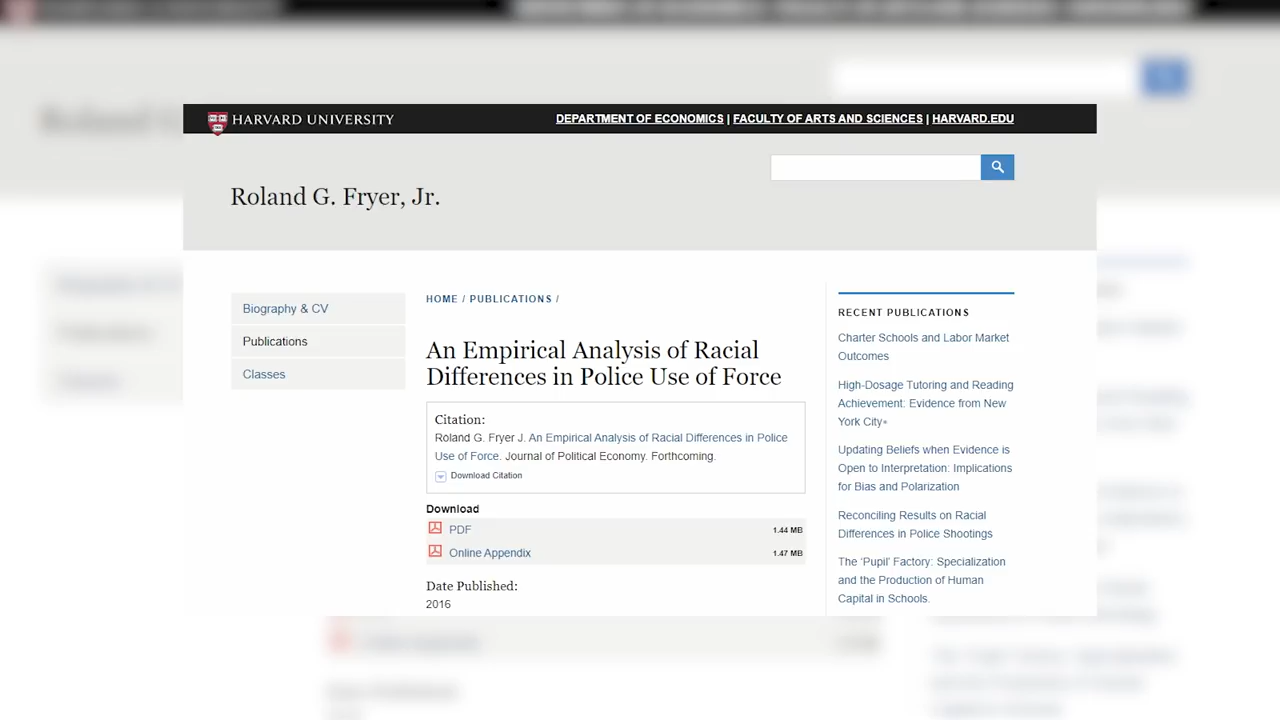 HARVARD UNIVERSITY
DEPARTMENT OF ECONOMICS | FACULTY OF ARTS AND SCIENCES | HARVARD.EDU
Roland G. Fryer, Jr.
Biography & CV
Publications
Classes
HOME / PUBLICATIONS /
An Empirical Analysis of Racial
Differences in Police Use of Force
Citation:
Roland G. Fryer J. An Empirical Analysis of Racial Differences in Police
Use of Force. Journal of Political Economy. Forthcoming.
Download Citation
Download
PDF 1.44 MB
Online Appendix 1.47 MB
Date Published:
2016
RECENT PUBLICATIONS
Charter Schools and Labor Market
Outcomes
High-Dosage Tutoring and Reading
Achievement: Evidence from New
York City*
Updating Beliefs when Evidence is
Open to Interpretation: Implications
for Bias and Polarization
Reconciling Results on Racial
Differences in Police Shootings
The ‘Pupil’ Factory: Specialization
and the Production of Human
Capital in Schools.